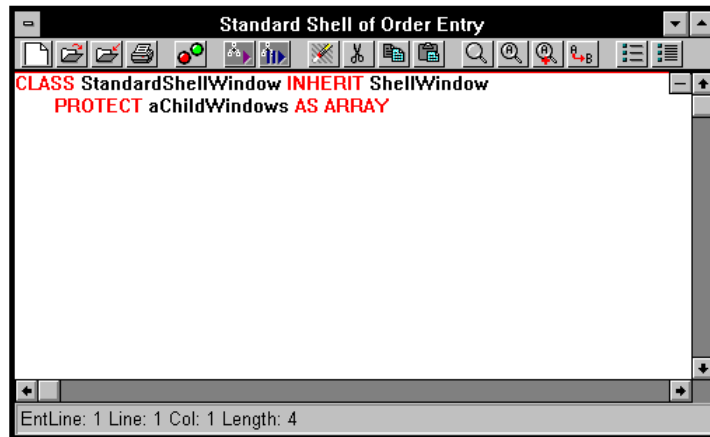 Standard Shell of Order Entry
CLASS StandardShellWindow INHERIT ShellWindow
PROTECT aChildWindows AS ARRAY
EntLine: 1 Line: 1 Col: 1 Length: 4